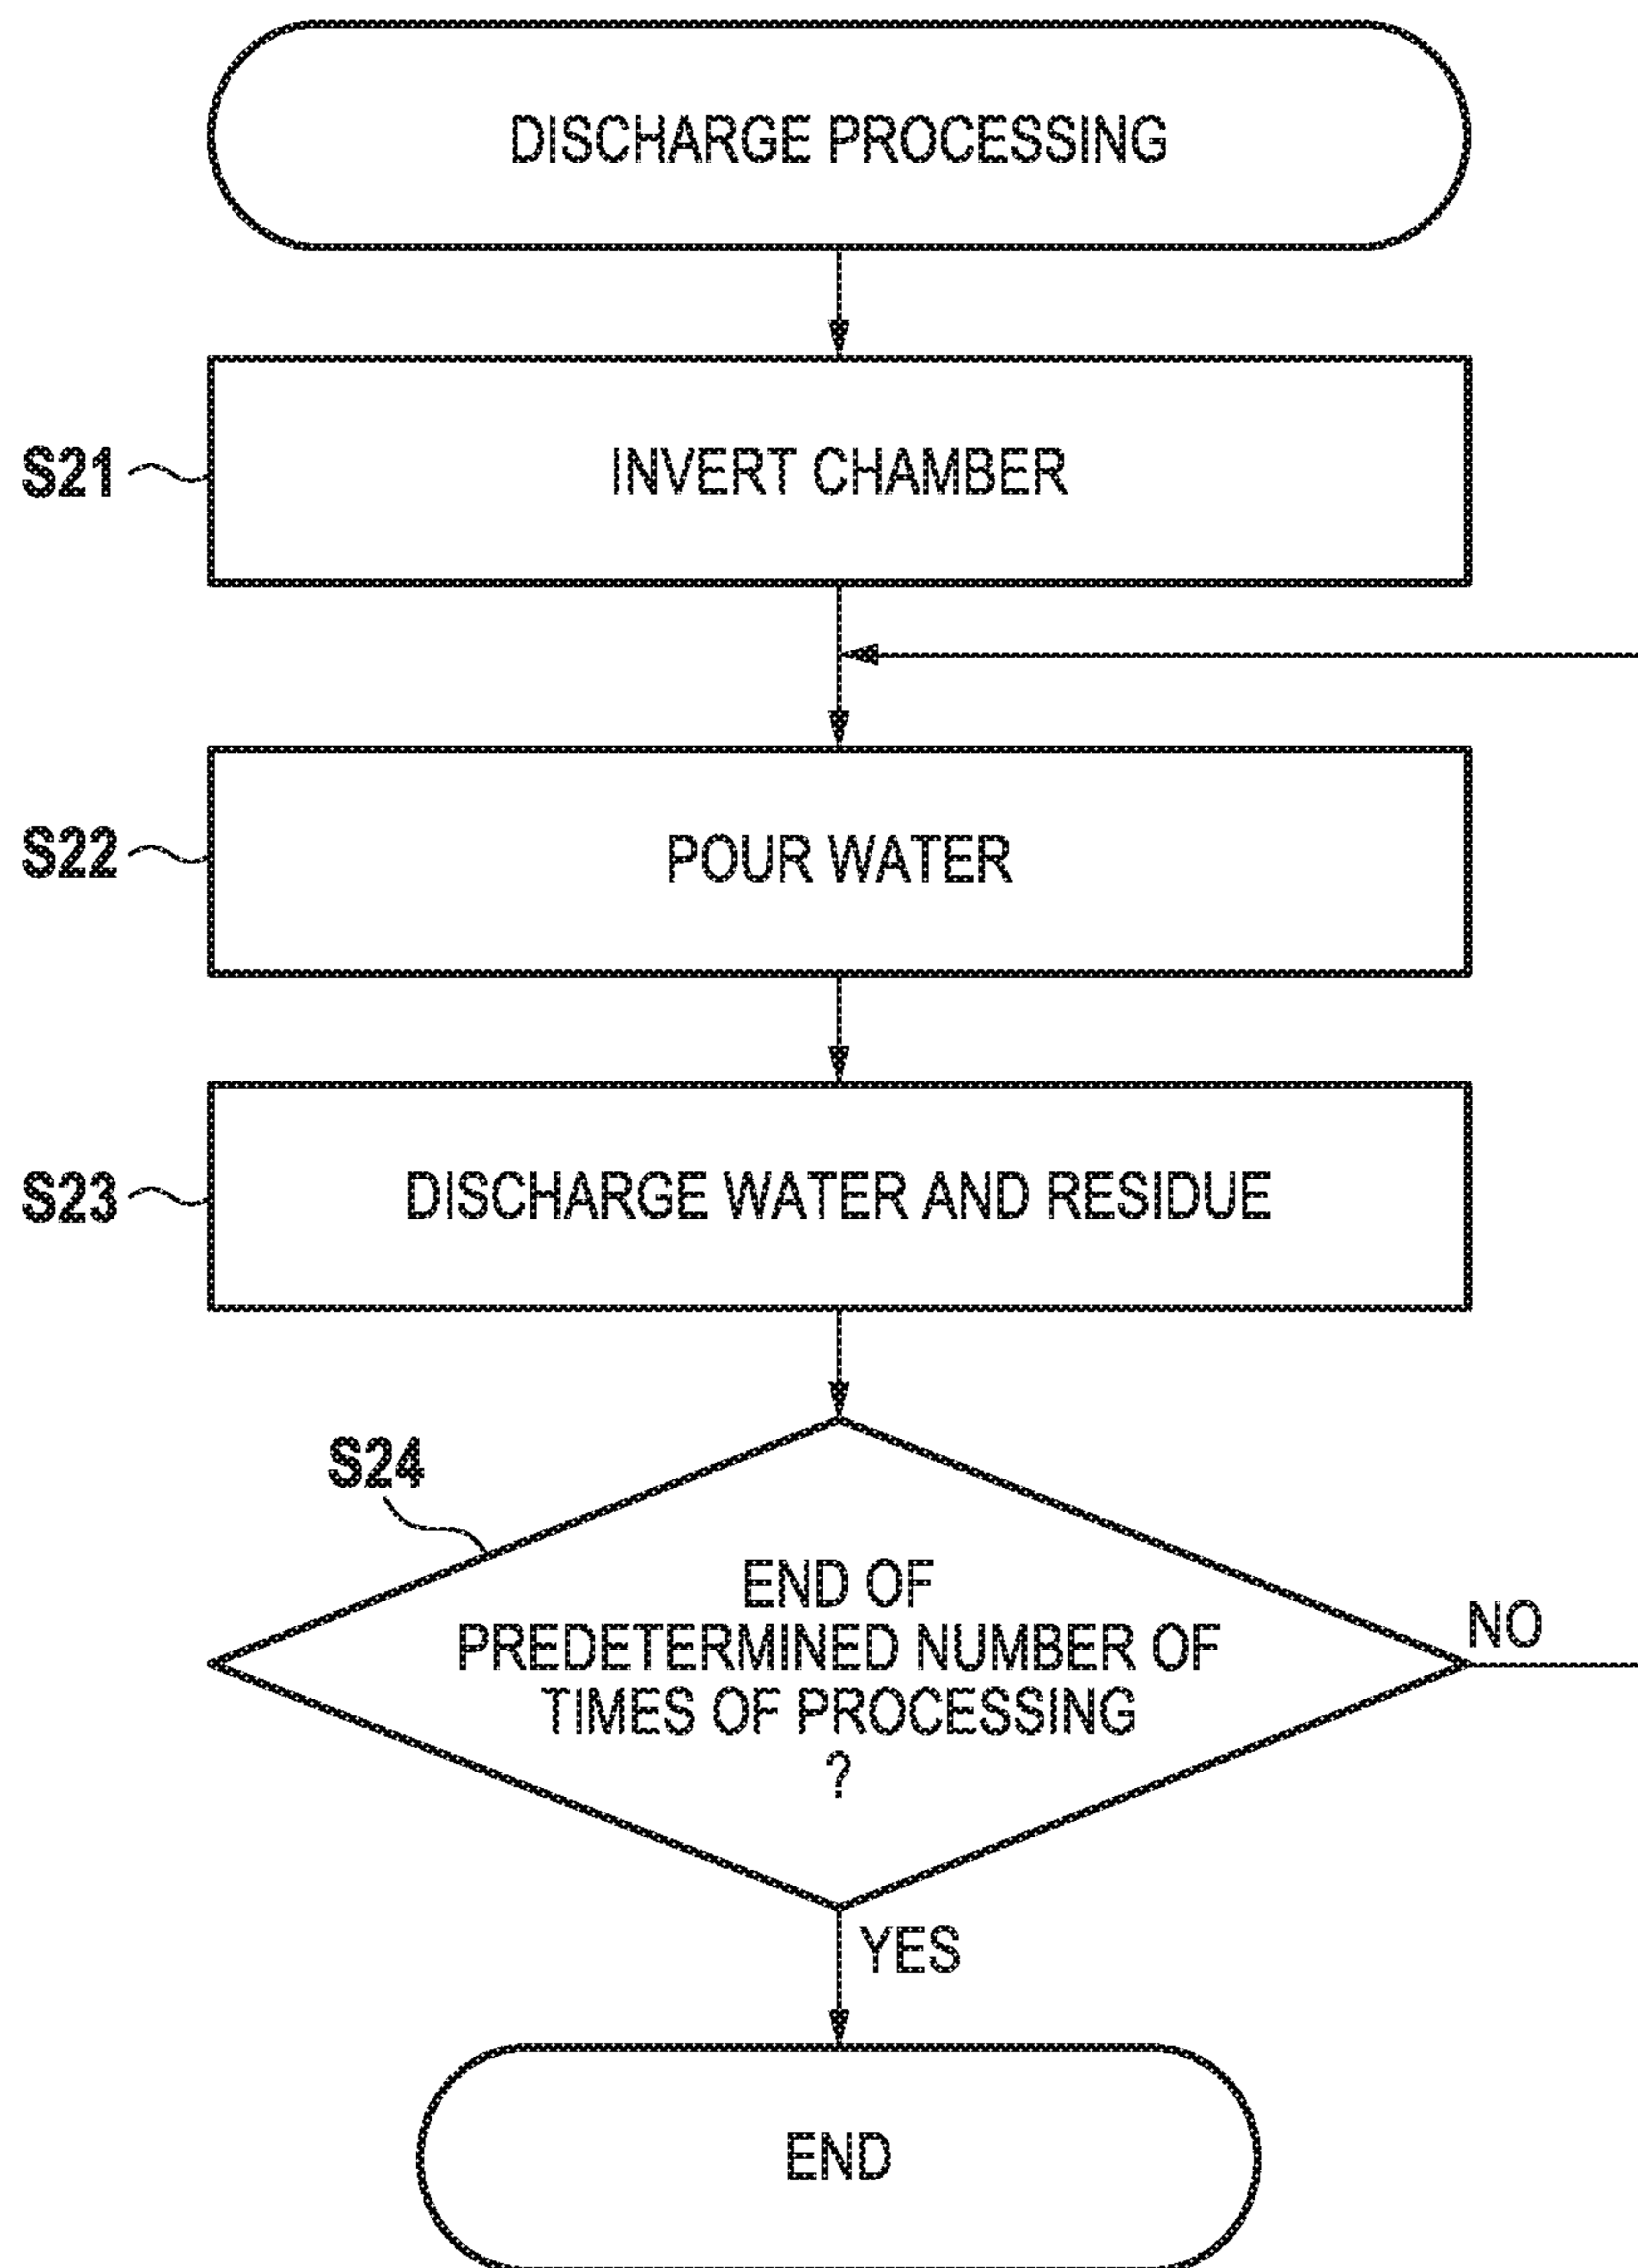 DISCHARGE PROCESSING
S21
INVERT CHAMBER
S22
POUR WATER
S23
DISCHARGE WATER AND RESIDUE
S24
END OF
PREDETERMINED NUMBER OF
TIMES OF PROCESSING
?
NO
YES
END